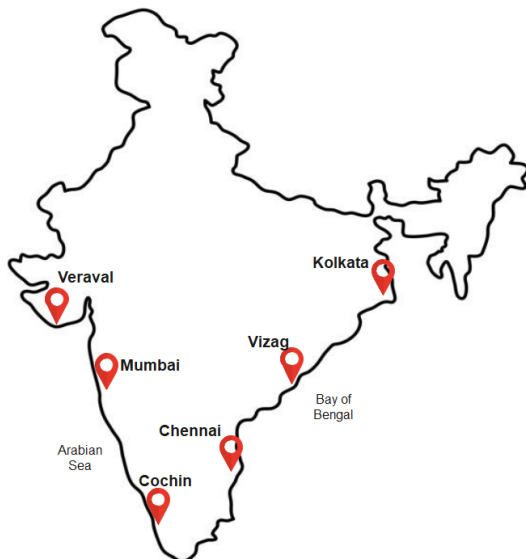 Kolkata
Veraval
Vizag
Mumbai
Bay of
Bengal
Chennai
Arabian
Sea
Cochin